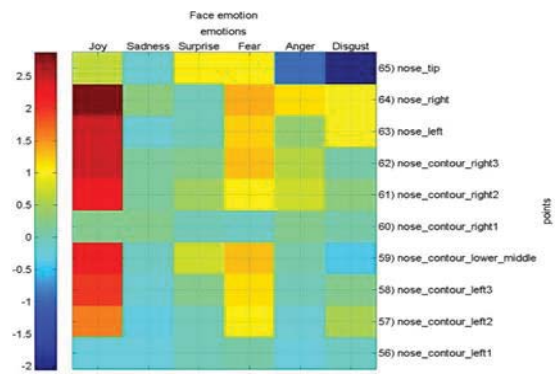 Face emotion
emotions
Joy Sadness Surprise Fear Anger Disgust
2.5
2
1.5
1
0.5
0
-0.5
-1
-1.5
-2
65) nose_tip
64) nose_right
63) nose_left
62) nose_contour_right3
61) nose_contour_right2
60) nose_contour_right1
59) nose_contour_lower_middle
58) nose_contour_left3
57) nose_contour_left2
56) nose_contour_left1
points